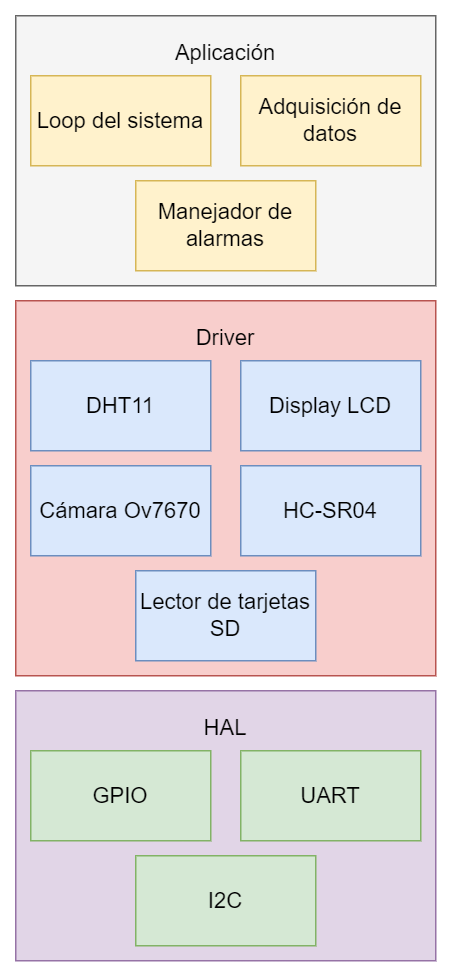 Aplicación
Loop del sistema
Adquisición de
datos
Manejador de
alarmas
Driver
DHT11
Display LCD
Cámara Ov7670
HC-SR04
Lector de tarjetas
SD
HAL
GPIO
UART
I2C